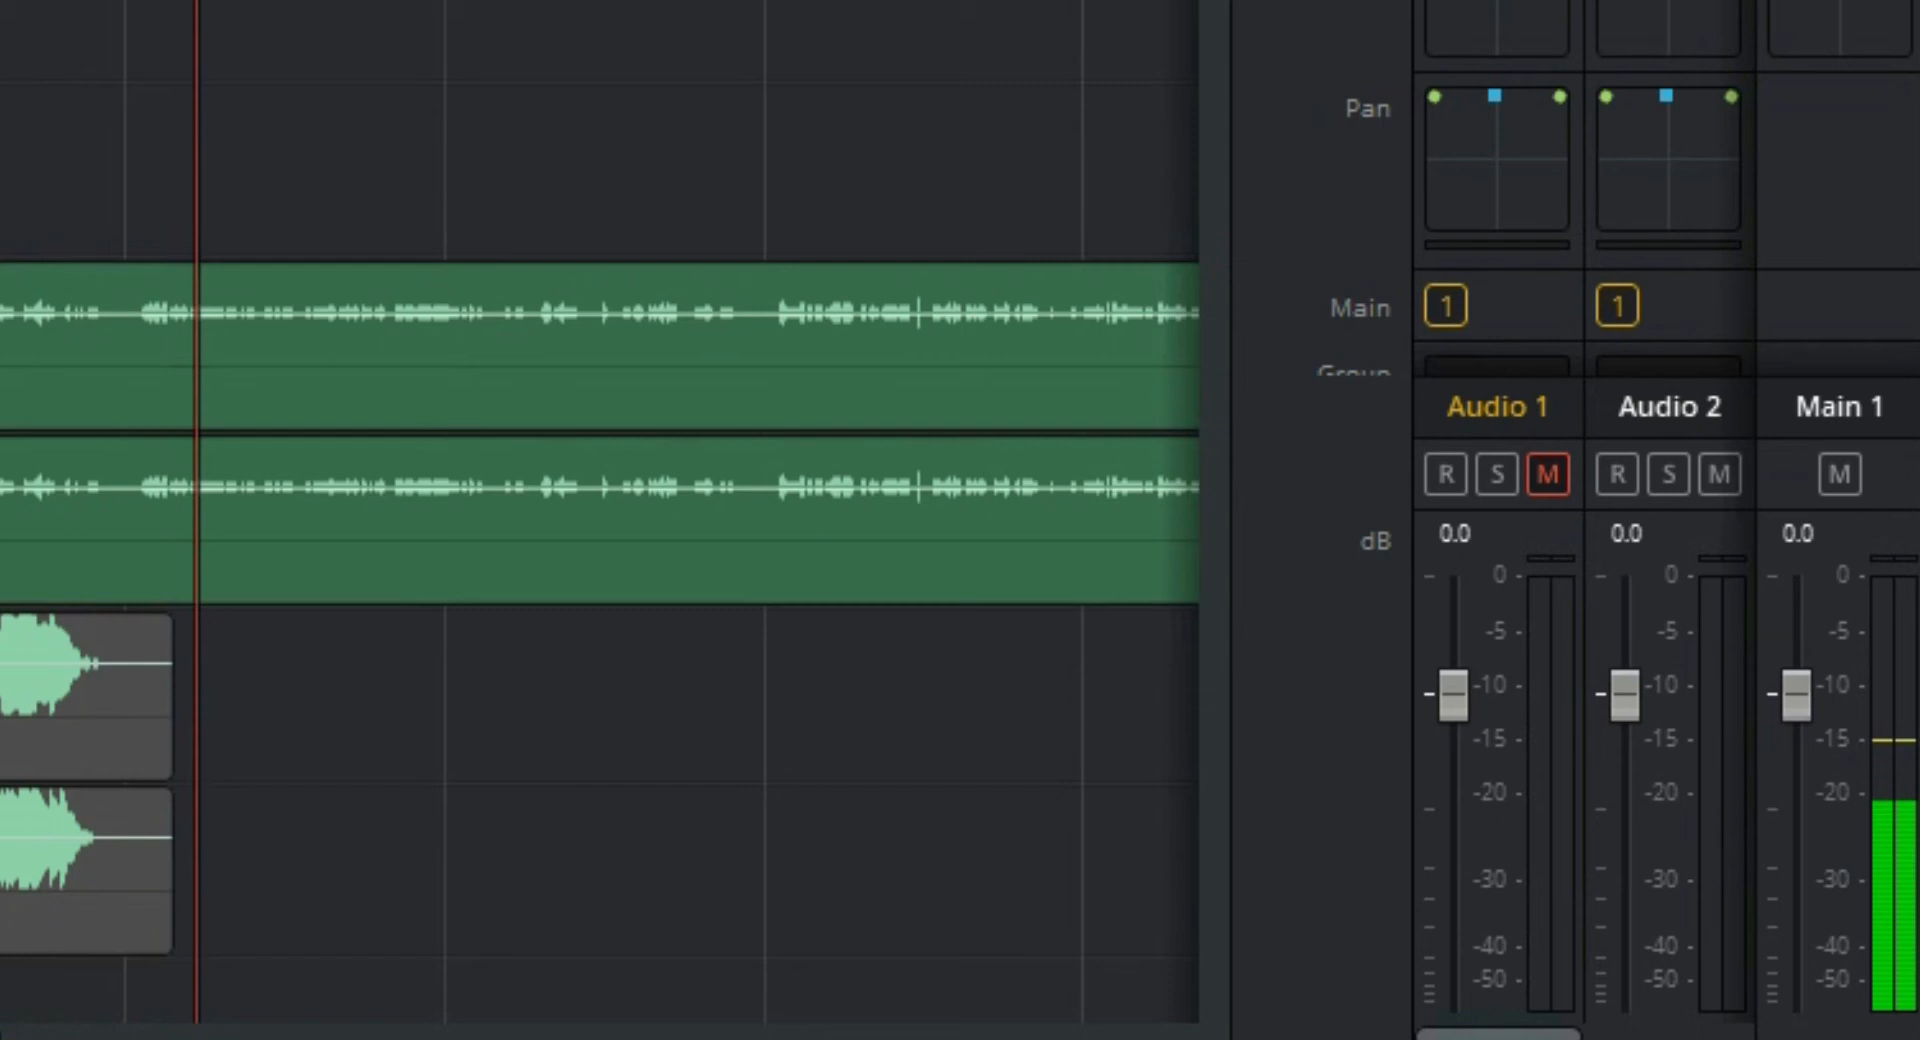 Pan
Main 1 1
Group
Audio 1 Audio 2 Main 1
R S M R S M M
dB 0.0 0.0 0.0
0 0 0
-5 -5 -5
-10 -10 -10
-15 -15 -15
-20 -20 -20
-30 -30 -30
-40 -40 -40
-50 -50 -50